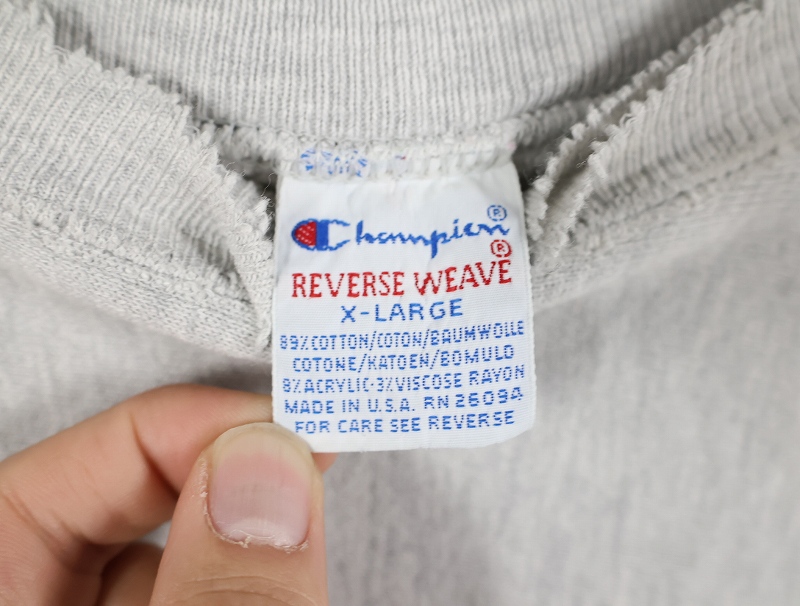 Champion®
®
REVERSE WEAVE
X-LARGE
89%COTTON/COTON/BAUMWOLLE
COTONE/KATOEN/BOMULD
8%ACRYLIC·3%VISCOSE RAYON
MADE IN U.S.A. RN 26094
FOR CARE SEE REVERSE